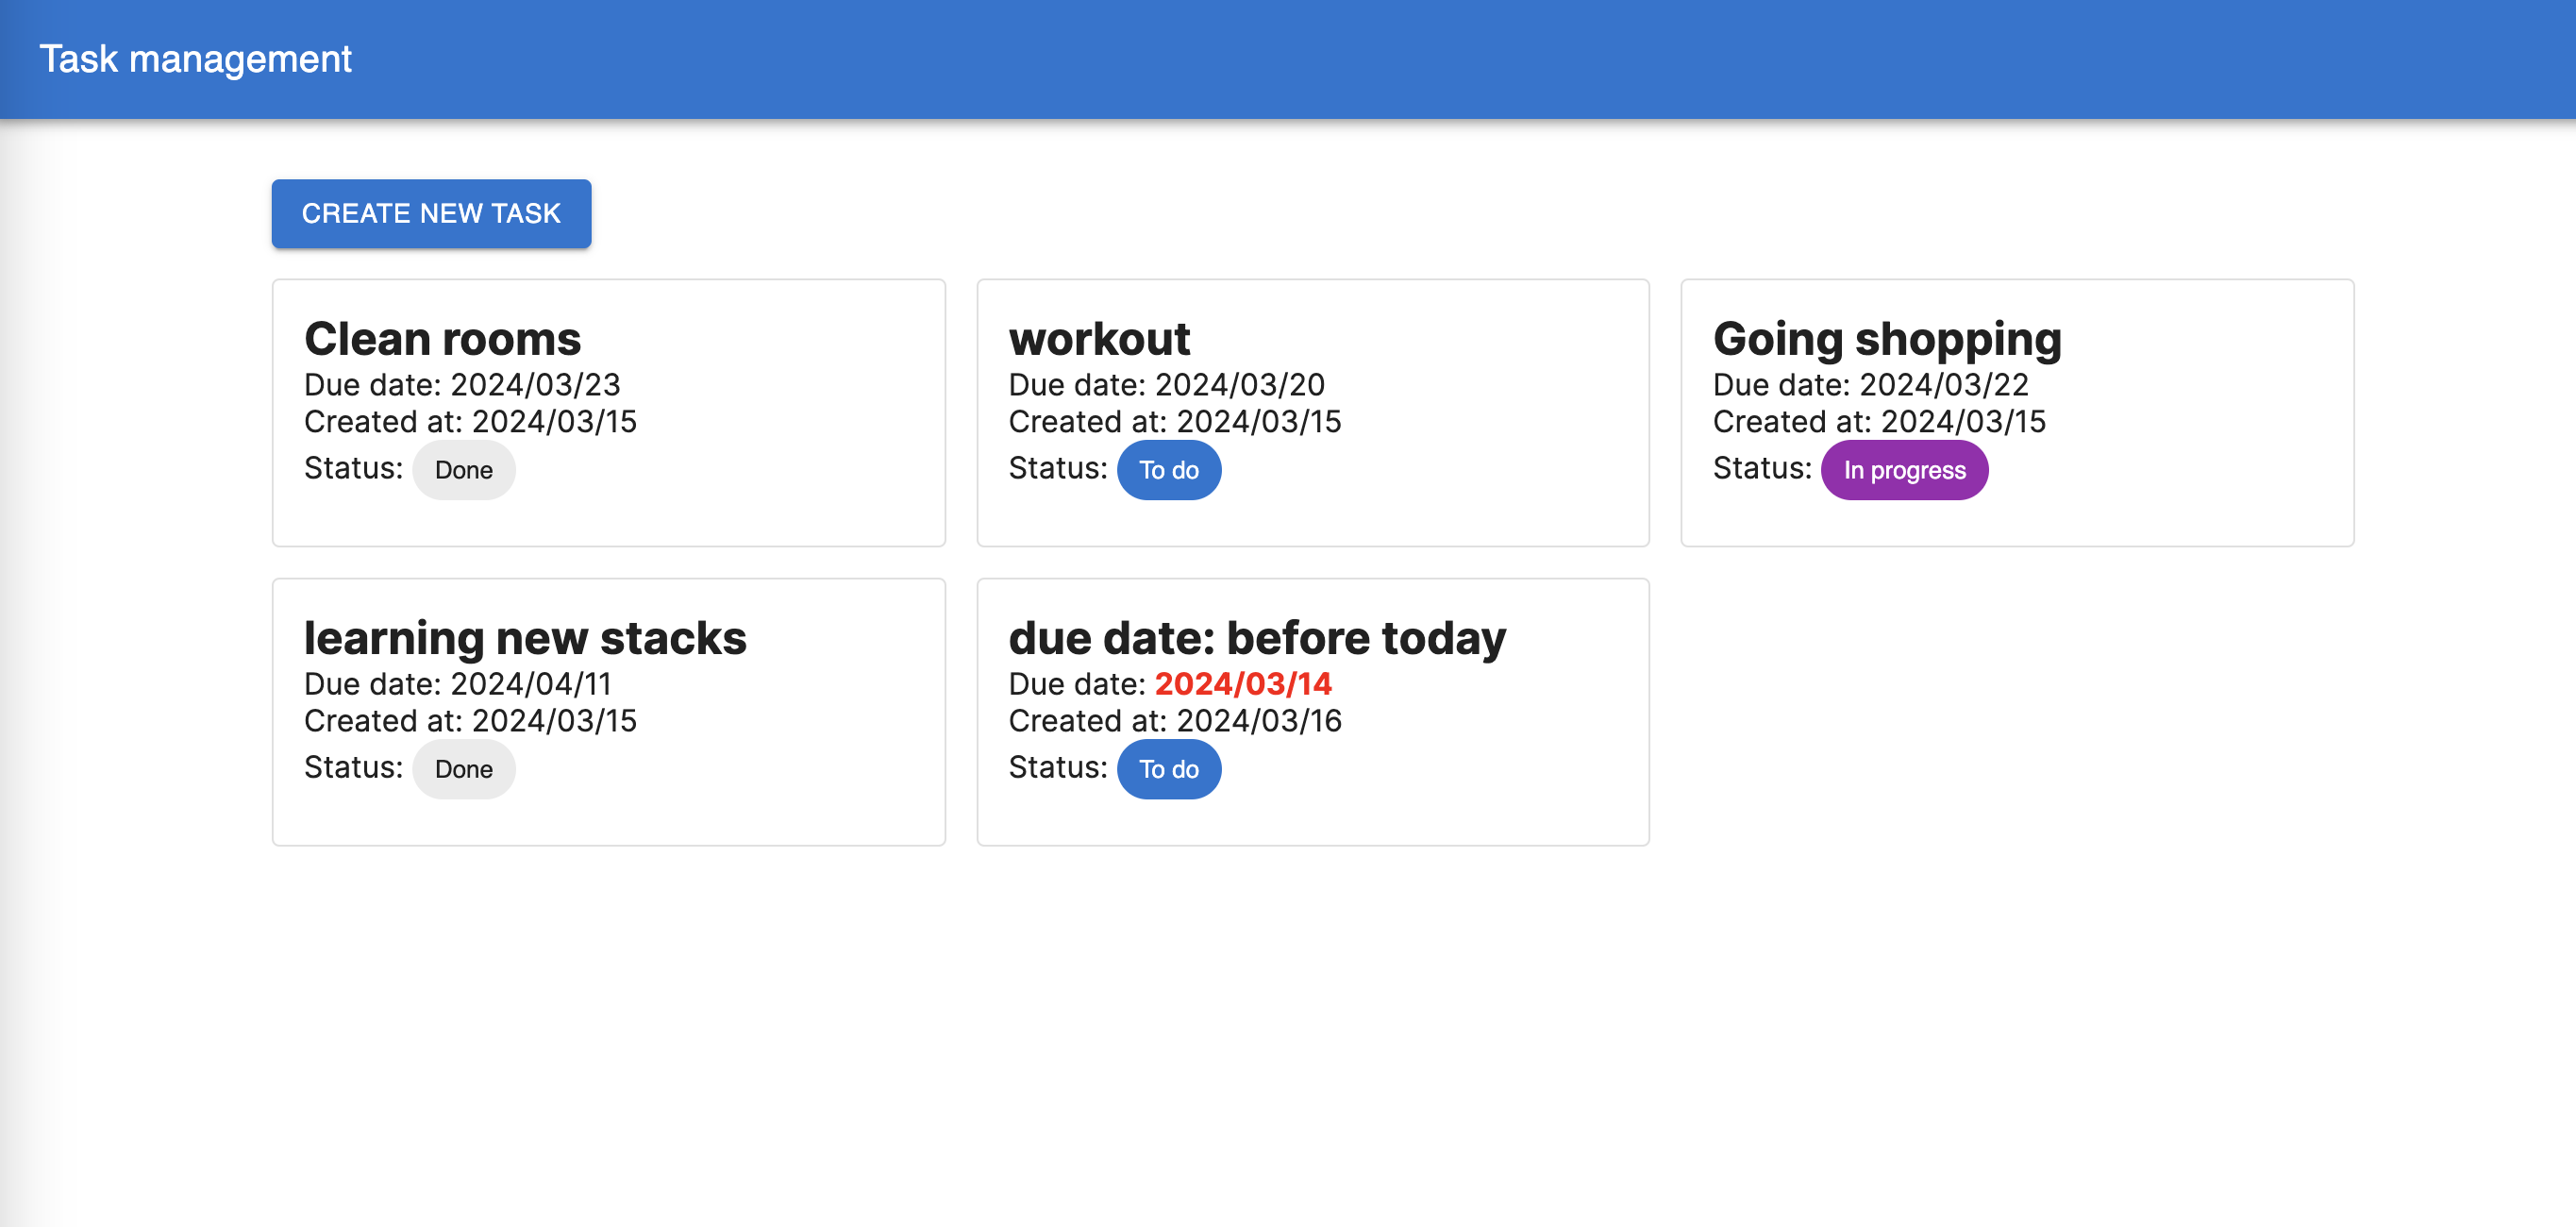 Task management
CREATE NEW TASK
Clean rooms
Due date: 2024/03/23
Created at: 2024/03/15
Status: Done
workout
Due date: 2024/03/20
Created at: 2024/03/15
Status: To do
Going shopping
Due date: 2024/03/22
Created at: 2024/03/15
Status: In progress
learning new stacks
Due date: 2024/04/11
Created at: 2024/03/15
Status: Done
due date: before today
Due date: 2024/03/14
Created at: 2024/03/16
Status: To do